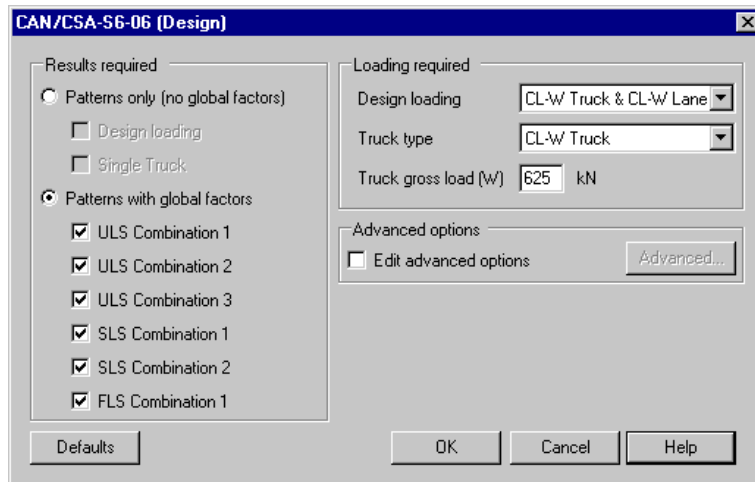 CAN/CSA-S6-06 (Design)
Results required
Patterns only (no global factors)
Design loading
Single Truck
Patterns with global factors
ULS Combination 1
ULS Combination 2
ULS Combination 3
SLS Combination 1
SLS Combination 2
FLS Combination 1
Loading required
Design loading CL-W Truck & CL-W Lane
Truck type CL-W Truck
Truck gross load (W) 625 kN
Advanced options
Edit advanced options Advanced...
Defaults OK Cancel Help